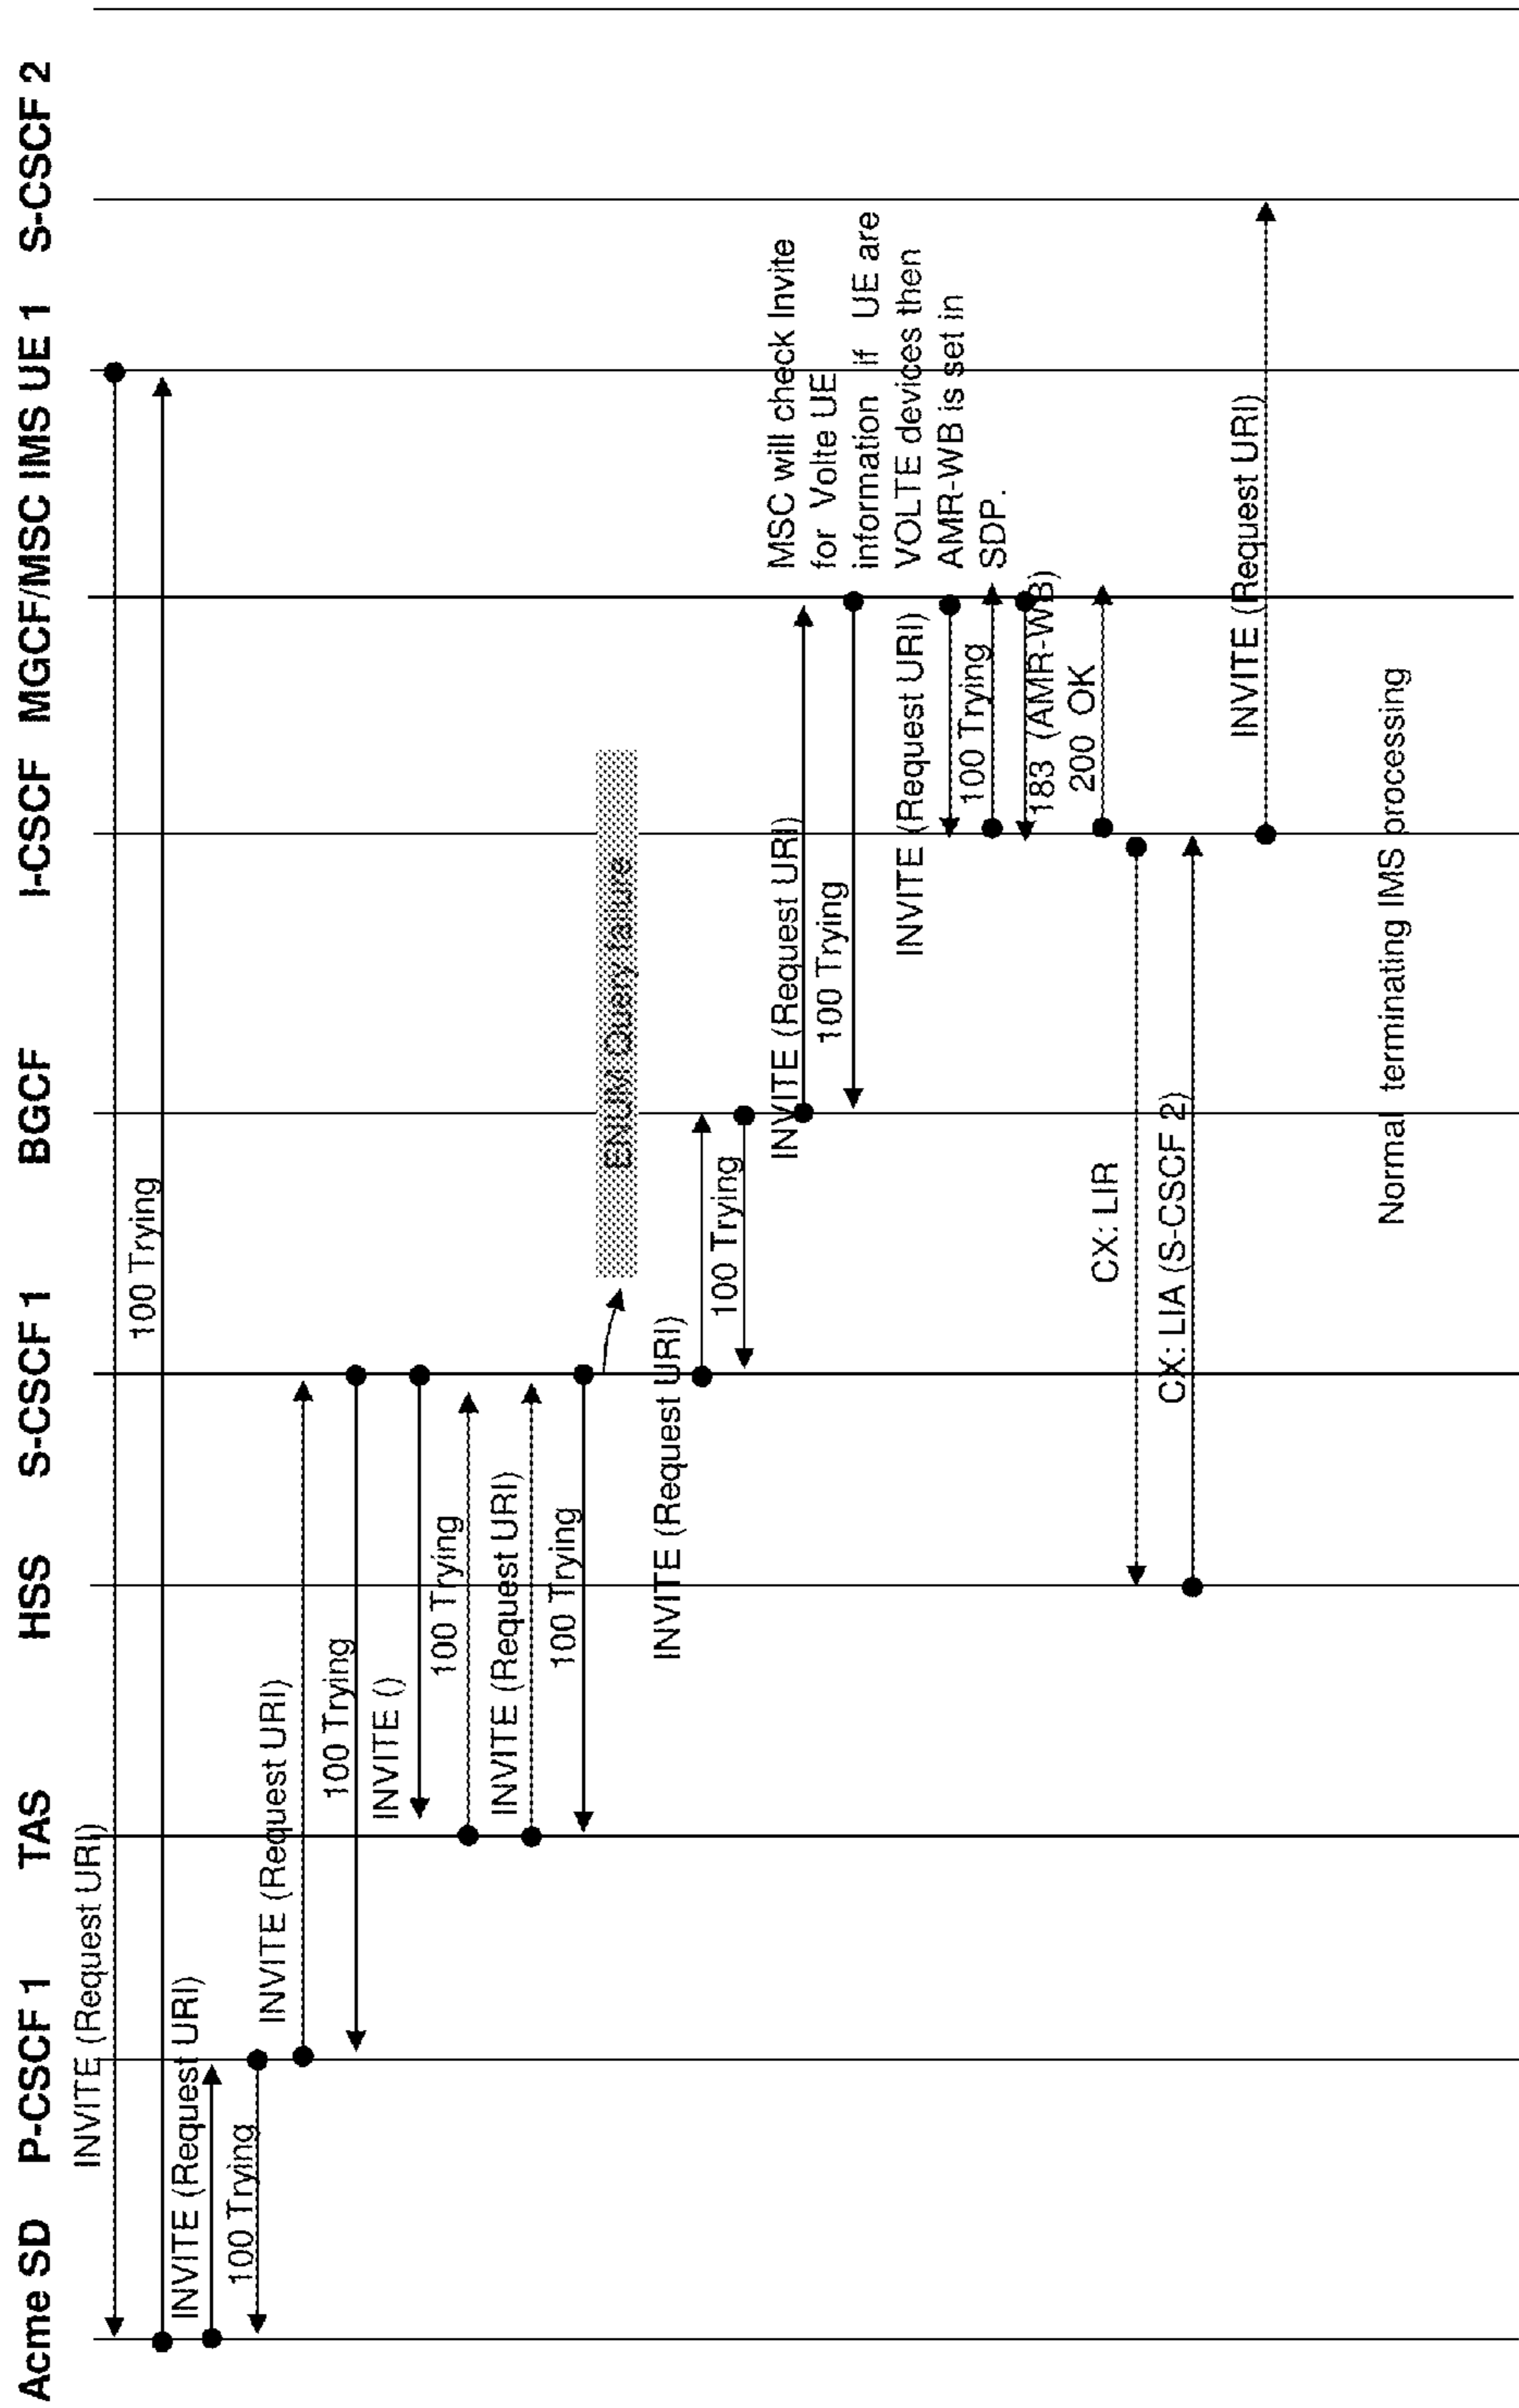 Acme SD P-CSCF 1 TAS HSS S-CSCF 1 BGCF I-CSCF MGCF/MSC IMS UE 1 S-CSCF 2
INVITE (Request URI)
100 Trying
INVITE (Request URI)
100 Trying
INVITE (Request URI)
100 Trying
INVITE ()
100 Trying
INVITE (Request URI)
100 Trying
ENUM Query failure
INVITE (Request URI)
100 Trying
INVITE (Request URI)
100 Trying
MSC will check Invite
for Volte UE
information if UE are
VOLTE devices then
AMR-WB is set in
SDP.
INVITE (Request URI)
100 Trying
183 (AMR-WB)
200 OK
CX: LIR
CX: LIA (S-CSCF 2)
INVITE (Request URI)
Normal terminating IMS processing